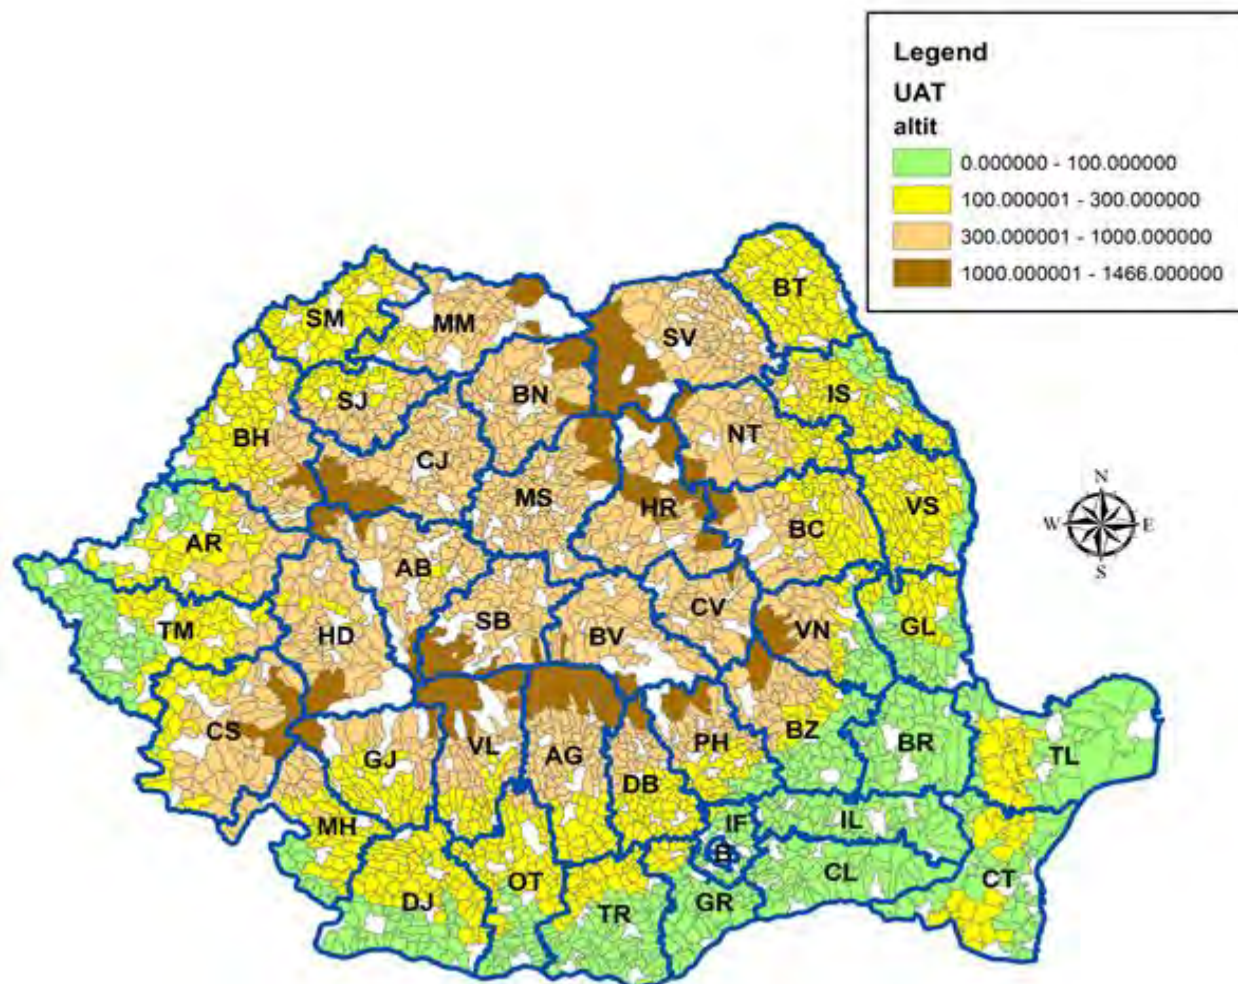 Legend
UAT
altit
0.000000 - 100.000000
100.000001 - 300.000000
300.000001 - 1000.000000
1000.000001 - 1466.000000
BT
SM
MM
SV
SJ
BN
IS
BH
CJ
NT
MS
HR
BC
VS
AR
AB
N
W
E
S
TM
HD
SB
BV
CV
VN
GL
CS
GJ
VL
AG
PH
BZ
BR
TL
DB
MH
IF
IL
B
DJ
OT
TR
GR
CL
CT